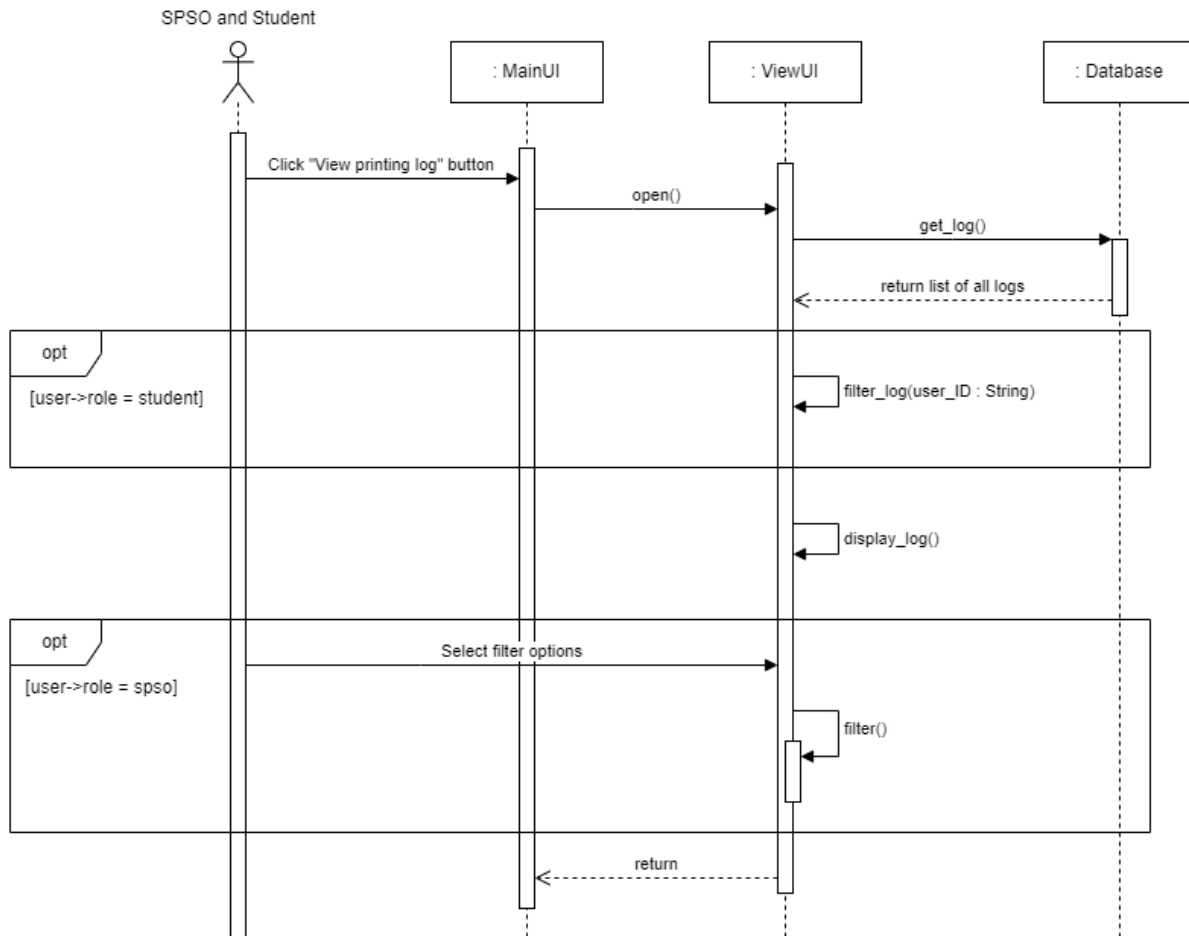 SPSO and Student
: MainUI
: ViewUI
: Database
Click "View printing log" button
open()
get_log()
return list of all logs
opt
[user->role = student]
filter_log(user_ID : String)
display_log()
opt
Select filter options
[user->role = spso]
filter()
return